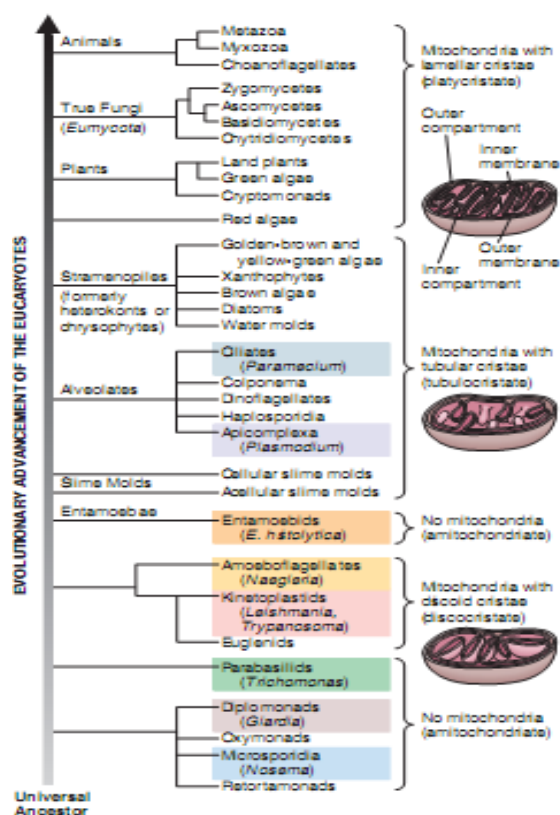 EVOLUTIONARY ADVANCEMENT OF THE EUCARYOTES
Animals
Metazoa
Myxozoa
Choanoflagellates
True Fungi
(Eumycota)
Zygomycetes
Ascomycetes
Basidiomycetes
Chytridiomycetes
Plants
Land plants
Green algae
Cryptomonads
Red algae
Mitochondria with
lamellar cristae
(platycristate)
Outer
compartment
Inner
membrane
Inner
compartment
Outer
membrane
Stramenopiles
(formerly
heterokonts or
chrysophytes)
Golden-brown and
yellow-green algae
Xanthophytes
Brown algae
Diatoms
Water molds
Alveolates
Ciliates
(Paramecium)
Colponema
Dinoflagellates
Haplosporidia
Apicomplexa
(Plasmodium)
Slime Molds
Cellular slime molds
Acellular slime molds
Mitochondria with
tubular cristae
(tubulocristate)
Entamoebae
Entamoebids
(E. histolytica)
No mitochondria
(amitochondriate)
Amoeboflagellates
(Naegleria)
Kinetoplastids
(Leishmania,
Trypanosoma)
Euglenids
Mitochondria with
discoid cristae
(discocristate)
Parabasilids
(Trichomonas)
Diplomonads
(Giardia)
Oxymonads
Microsporidia
(Nosema)
Retortamonads
No mitochondria
(amitochondriate)
Universal
Ancestor